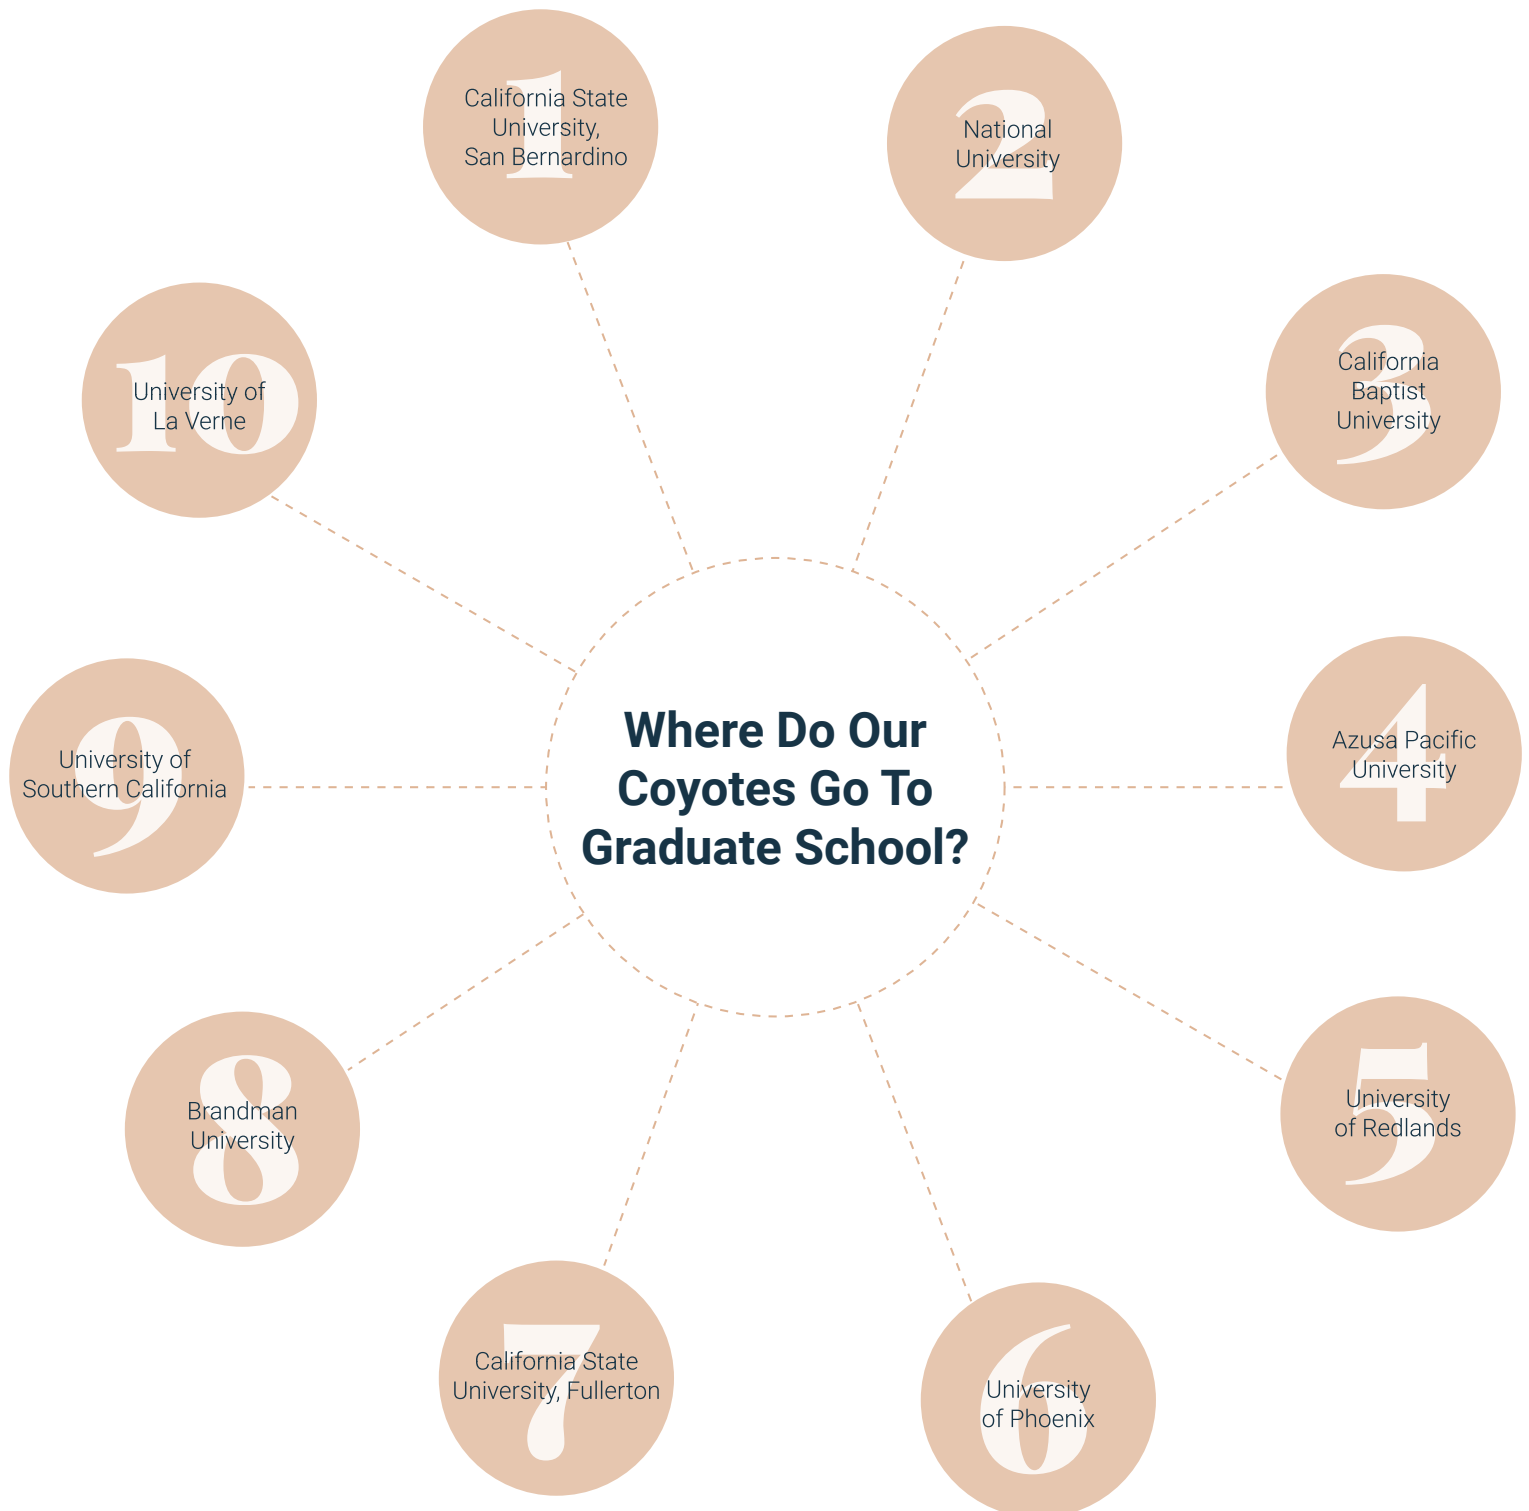 Where Do Our
Coyotes Go To
Graduate School?
1
California State
University,
San Bernardino
2
National
University
3
California
Baptist
University
4
Azusa Pacific
University
5
University
of Redlands
6
University
of Phoenix
7
California State
University, Fullerton
8
Brandman
University
9
University of
Southern California
10
University of
La Verne